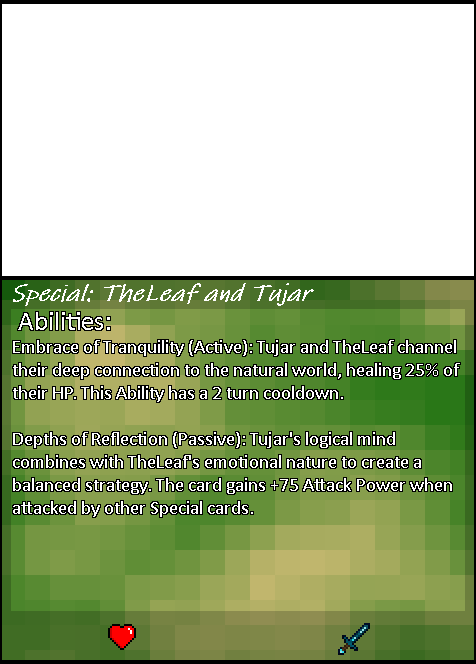 Special: TheLeaf and Tujar
Abilities:
Embrace of Tranquility (Active): Tujar and TheLeaf channel
their deep connection to the natural world, healing 25% of
their HP. This Ability has a 2 turn cooldown.
Depths of Reflection (Passive): Tujar's logical mind
combines with TheLeaf's emotional nature to create a
balanced strategy. The card gains +75 Attack Power when
attacked by other Special cards.